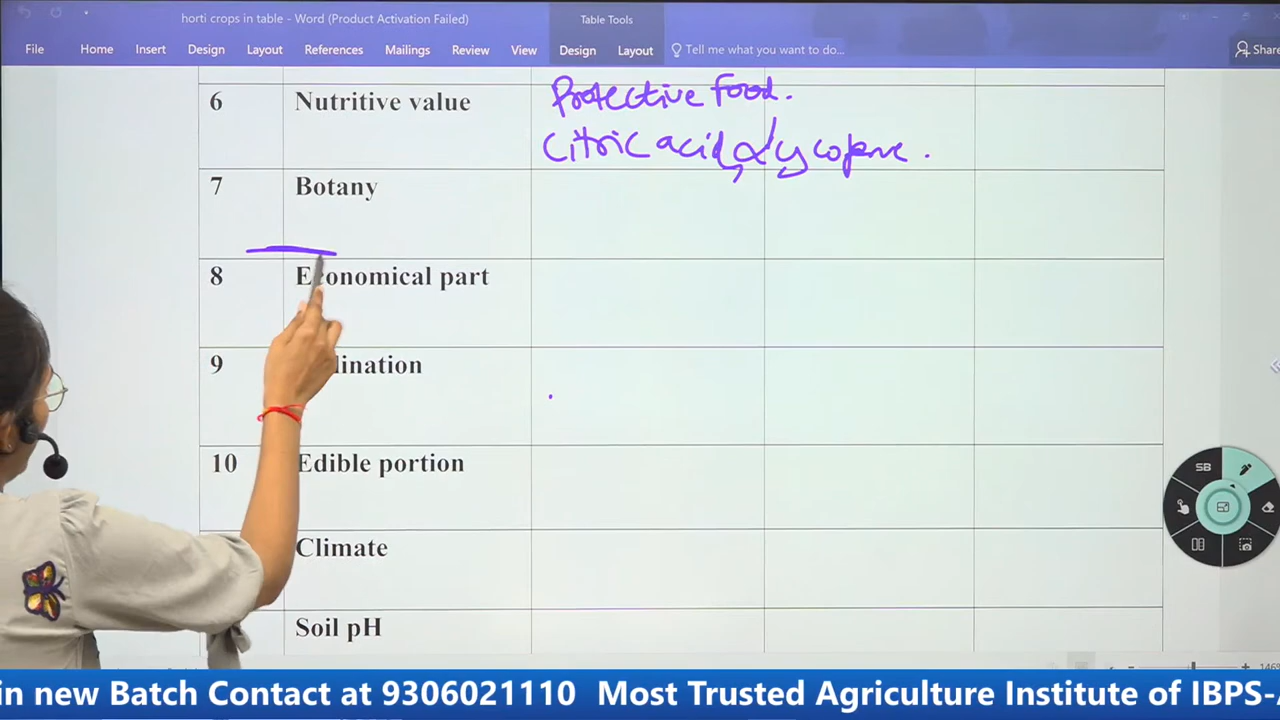 horti crops in table - Word (Product Activation Failed)
Table Tools
File Home Insert Design Layout References Mailings Review View Design Layout Tell me what you want to do... Share
6 Nutritive value Protective Food.
Citric acid, Lycopene.
7 Botany
8 Economical part
9
10 Edible portion
Climate
Soil pH
SB
in new Batch Contact at 9306021110 Most Trusted Agriculture Institute of IBPS-